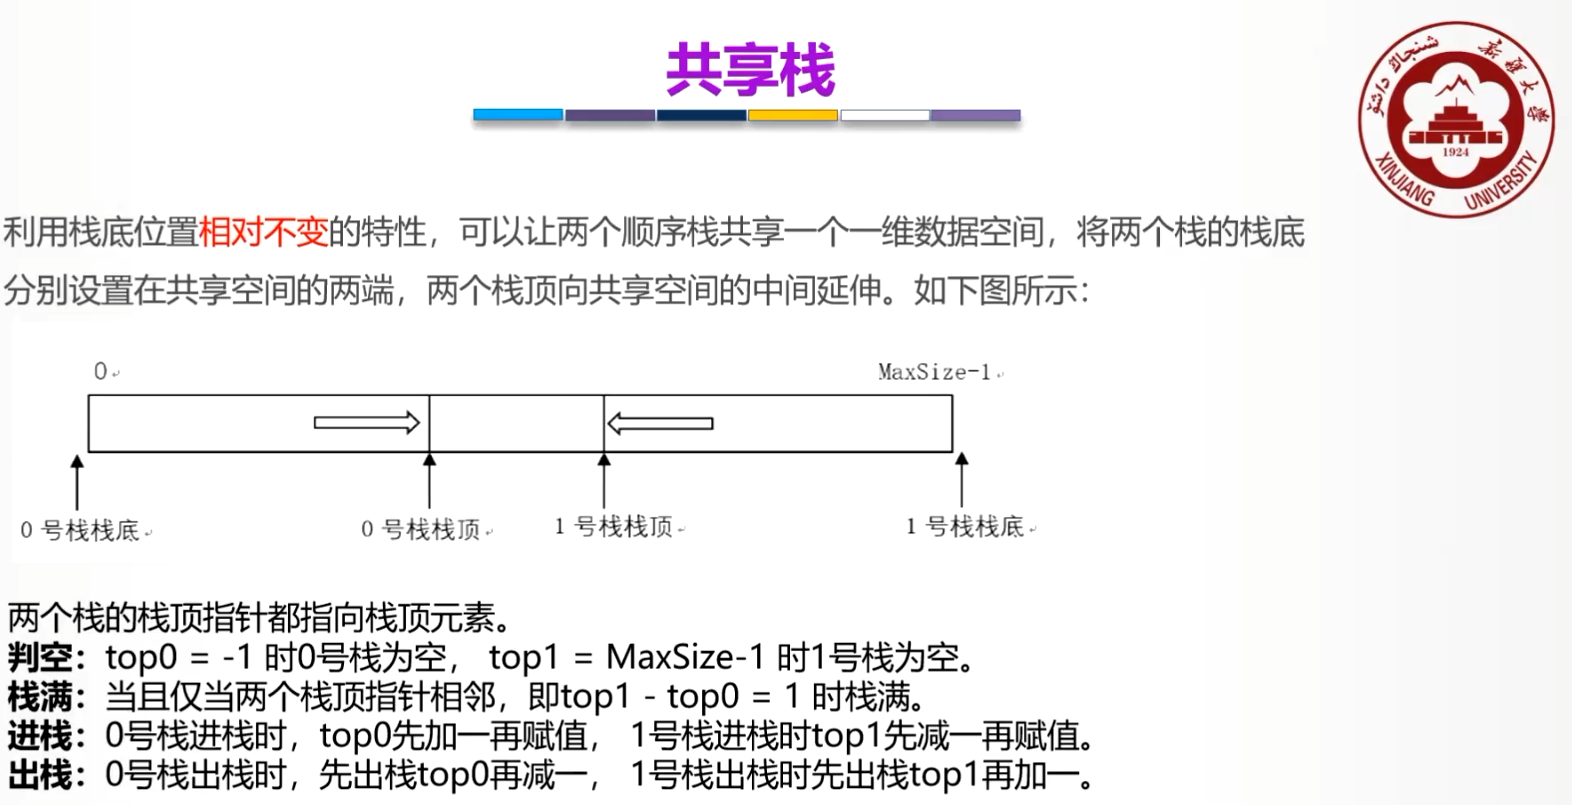 共享栈
شىنجاڭ داشۆ
新疆大学
1924
XINJIANG UNIVERSITY
利用栈底位置相对不变的特性，可以让两个顺序栈共享一个一维数据空间，将两个栈的栈底
分别设置在共享空间的两端，两个栈顶向共享空间的中间延伸。如下图所示：
0
MaxSize-1
0 号栈栈底
0 号栈栈顶
1 号栈栈顶
1 号栈栈底
两个栈的栈顶指针都指向栈顶元素。
判空：top0 = -1 时0号栈为空， top1 = MaxSize-1 时1号栈为空。
栈满：当且仅当两个栈顶指针相邻，即top1 - top0 = 1 时栈满。
进栈：0号栈进栈时，top0先加一再赋值， 1号栈进栈时top1先减一再赋值。
出栈：0号栈出栈时，先出栈top0再减一， 1号栈出栈时先出栈top1再加一。